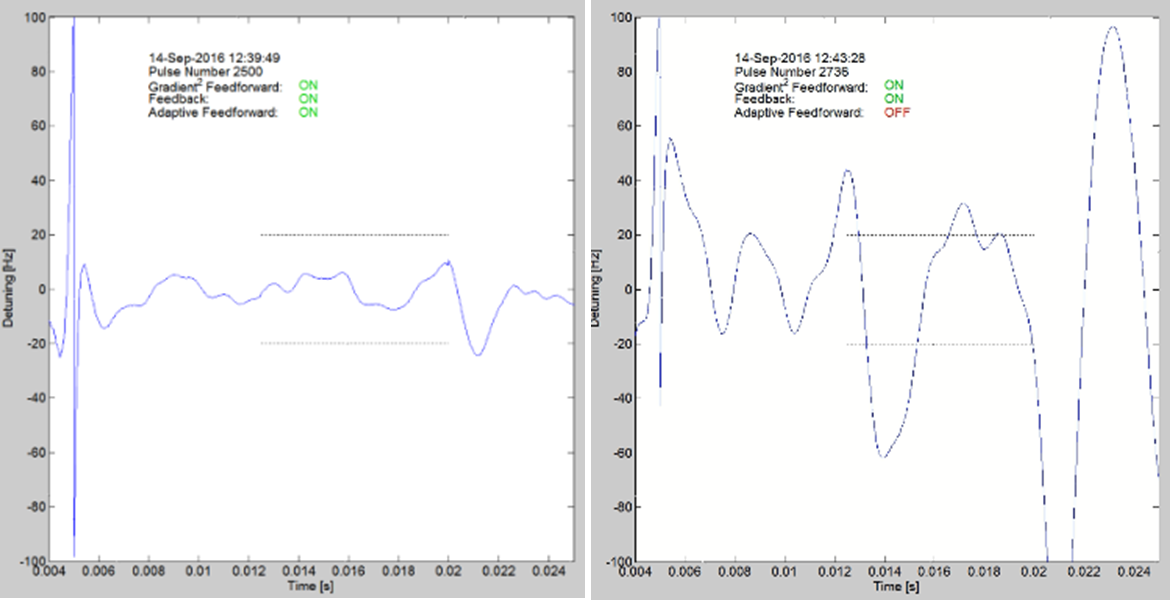 100
80
60
40
20
0
-20
-40
-60
-80
-100
Detuning [Hz]
14-Sep-2016 12:39:49
Pulse Number 2500
Gradient² Feedforward: ON
Feedback: ON
Adaptive Feedforward: ON
0.004 0.006 0.008 0.01 0.012 0.014 0.016 0.018 0.02 0.022 0.024
Time [s]
100
80
60
40
20
0
-20
-40
-60
-80
-100
Detuning [Hz]
14-Sep-2016 12:43:28
Pulse Number 2736
Gradient² Feedforward: ON
Feedback: ON
Adaptive Feedforward: OFF
0.004 0.006 0.008 0.01 0.012 0.014 0.016 0.018 0.02 0.022 0.024
Time [s]